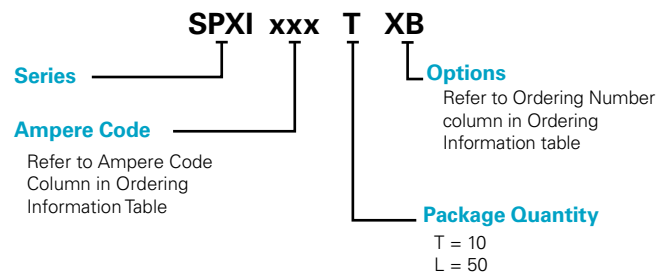 SPXI xxx T XB
Series
Ampere Code
Refer to Ampere Code
Column in Ordering
Information Table
Options
Refer to Ordering Number
column in Ordering
Information table
Package Quantity
T = 10
L = 50